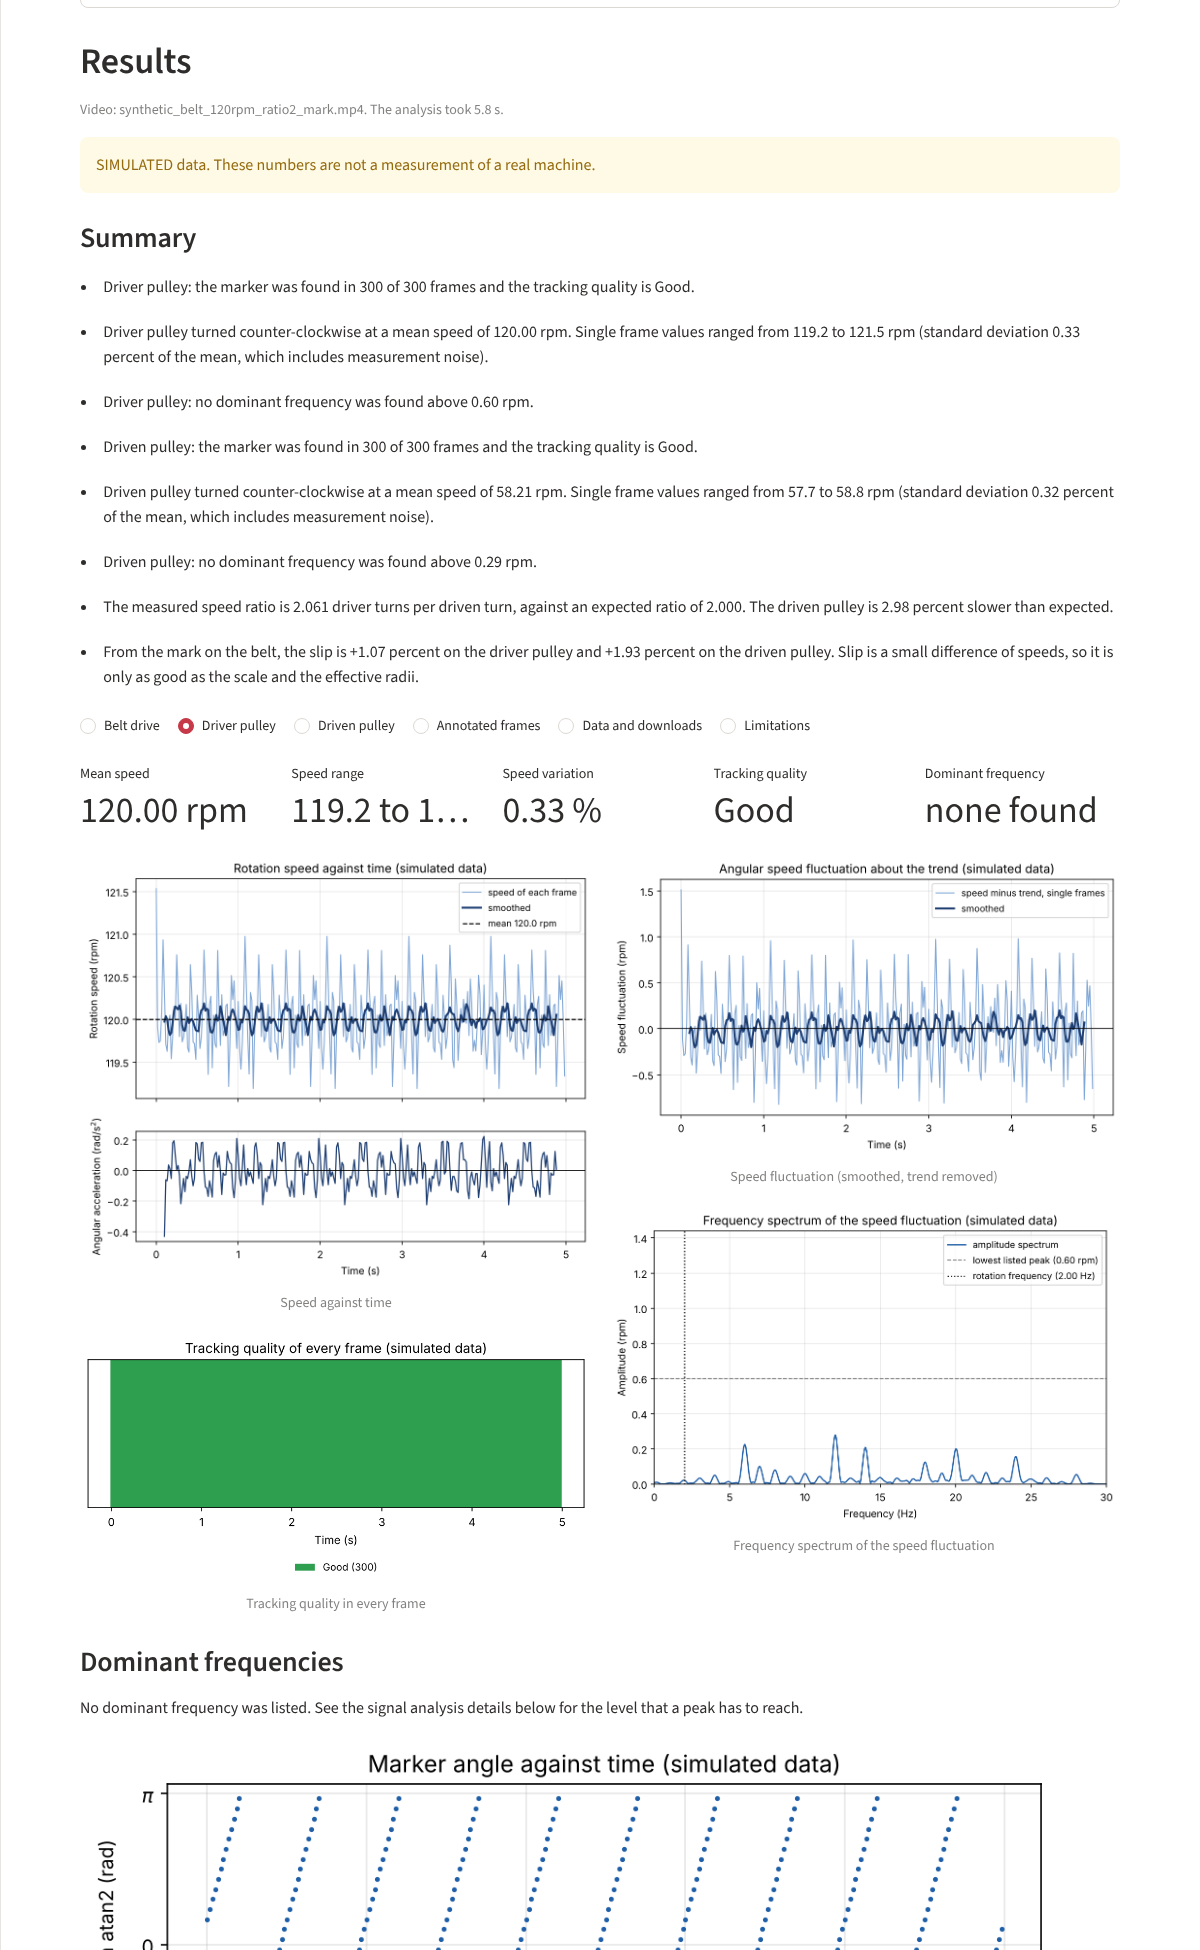 Results
Video: synthetic_belt_120rpm_ratio2_mark.mp4. The analysis took 5.8 s.
SIMULATED data. These numbers are not a measurement of a real machine.
Summary
• Driver pulley: the marker was found in 300 of 300 frames and the tracking quality is Good.
• Driver pulley turned counter-clockwise at a mean speed of 120.00 rpm. Single frame values ranged from 119.2 to 121.5 rpm (standard deviation 0.33
percent of the mean, which includes measurement noise).
• Driver pulley: no dominant frequency was found above 0.60 rpm.
• Driven pulley: the marker was found in 300 of 300 frames and the tracking quality is Good.
• Driven pulley turned counter-clockwise at a mean speed of 58.21 rpm. Single frame values ranged from 57.7 to 58.8 rpm (standard deviation 0.32 percent
of the mean, which includes measurement noise).
• Driven pulley: no dominant frequency was found above 0.29 rpm.
• The measured speed ratio is 2.061 driver turns per driven turn, against an expected ratio of 2.000. The driven pulley is 2.98 percent slower than expected.
• From the mark on the belt, the slip is +1.07 percent on the driver pulley and +1.93 percent on the driven pulley. Slip is a small difference of speeds, so it is
only as good as the scale and the effective radii.
Belt drive Driver pulley Driven pulley Annotated frames Data and downloads Limitations
Mean speed
120.00 rpm
Speed range
119.2 to 1…
Speed variation
0.33 %
Tracking quality
Good
Dominant frequency
none found
Rotation speed against time (simulated data)
speed of each frame
smoothed
mean 120.0 rpm
Rotation speed (rpm)
121.5
121.0
120.5
120.0
119.5
Angular acceleration (rad/s²)
0.2
0.0
−0.2
−0.4
0 1 2 3 4 5
Time (s)
Speed against time
Tracking quality of every frame (simulated data)
0 1 2 3 4 5
Time (s)
Good (300)
Tracking quality in every frame
Angular speed fluctuation about the trend (simulated data)
speed minus trend, single frames
smoothed
Speed fluctuation (rpm)
1.5
1.0
0.5
0.0
−0.5
0 1 2 3 4 5
Time (s)
Speed fluctuation (smoothed, trend removed)
Frequency spectrum of the speed fluctuation (simulated data)
amplitude spectrum
lowest listed peak (0.60 rpm)
rotation frequency (2.00 Hz)
Amplitude (rpm)
1.4
1.2
1.0
0.8
0.6
0.4
0.2
0.0
0 5 10 15 20 25 30
Frequency (Hz)
Frequency spectrum of the speed fluctuation
Dominant frequencies
No dominant frequency was listed. See the signal analysis details below for the level that a peak has to reach.
Marker angle against time (simulated data)
π
0
atan2 (rad)